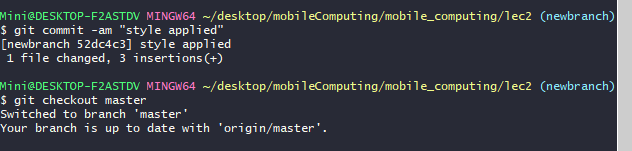 Mini@DESKTOP-F2ASTDV MINGW64 ~/desktop/mobileComputing/mobile_computing/lec2 (newbranch)
$ git commit -am "style applied"
[newbranch 52dc4c3] style applied
 1 file changed, 3 insertions(+)

Mini@DESKTOP-F2ASTDV MINGW64 ~/desktop/mobileComputing/mobile_computing/lec2 (newbranch)
$ git checkout master
Switched to branch 'master'
Your branch is up to date with 'origin/master'.